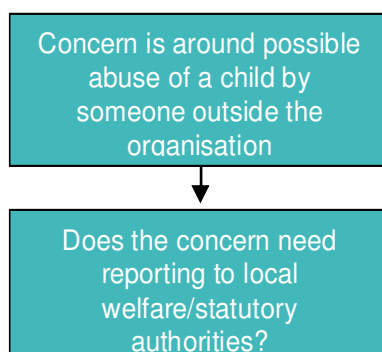 Concern is around possible
abuse of a child by
someone outside the
organisation
Does the concern need
reporting to local
welfare/statutory
authorities?